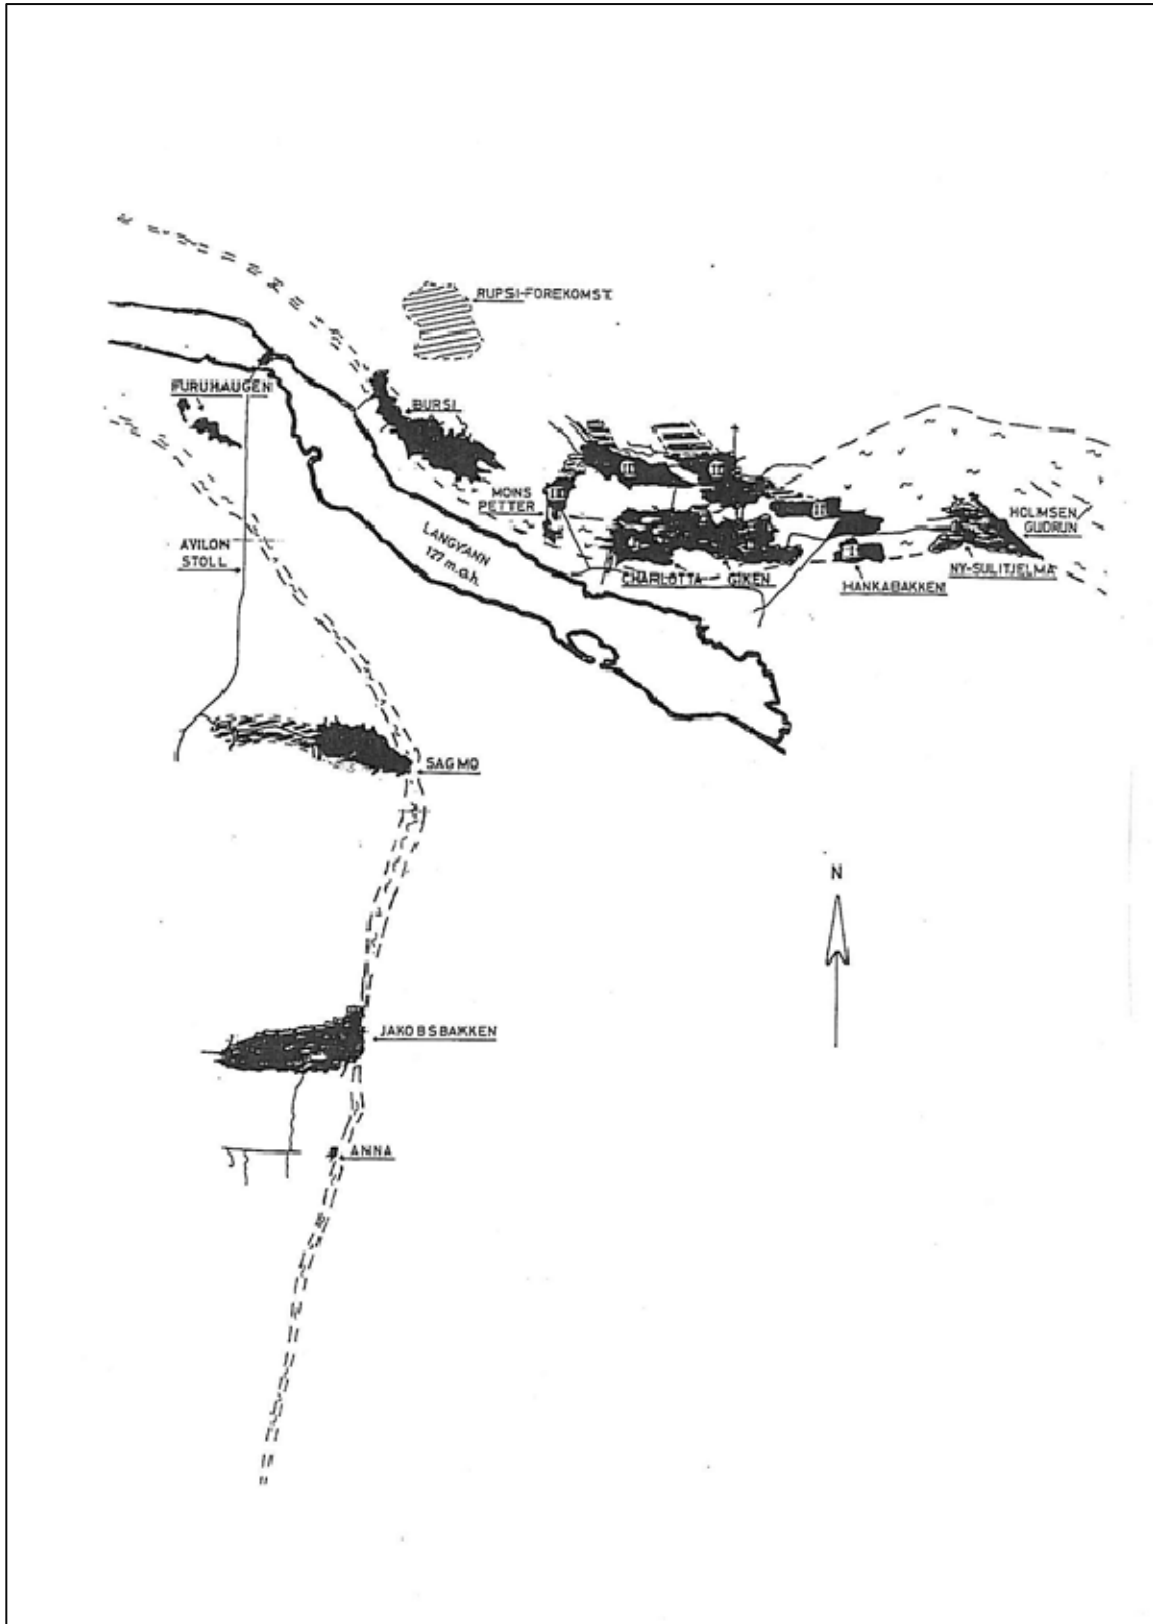 RUPSI-FOREKOMST
FURUHAUGEN
BURSI
MONS
PETTER
HOLMSEN
GUDRUN
AVILON
STOLL
LANGVANN
127 m.o.h.
CHARLOTTA
GIKEN
NY-SULITJELMA
HANKABAKKEN
SAGMO
N
JAKOBSBAKKEN
ANNA